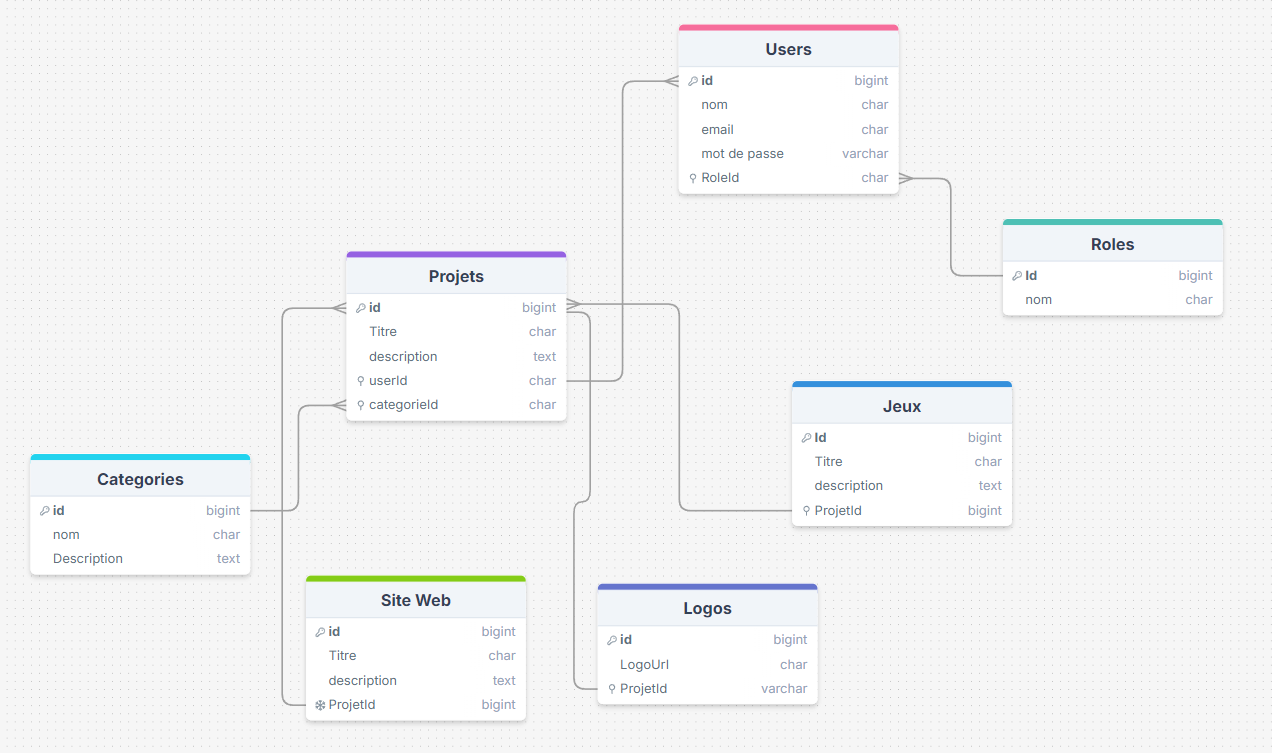 Users
id bigint
nom char
email char
mot de passe varchar
RoleId char
Roles
Id bigint
nom char
Projets
id bigint
Titre char
description text
userId char
categorieId char
Jeux
Id bigint
Titre char
description text
ProjetId bigint
Categories
id bigint
nom char
Description text
Site Web
id bigint
Titre char
description text
ProjetId bigint
Logos
id bigint
LogoUrl char
ProjetId varchar